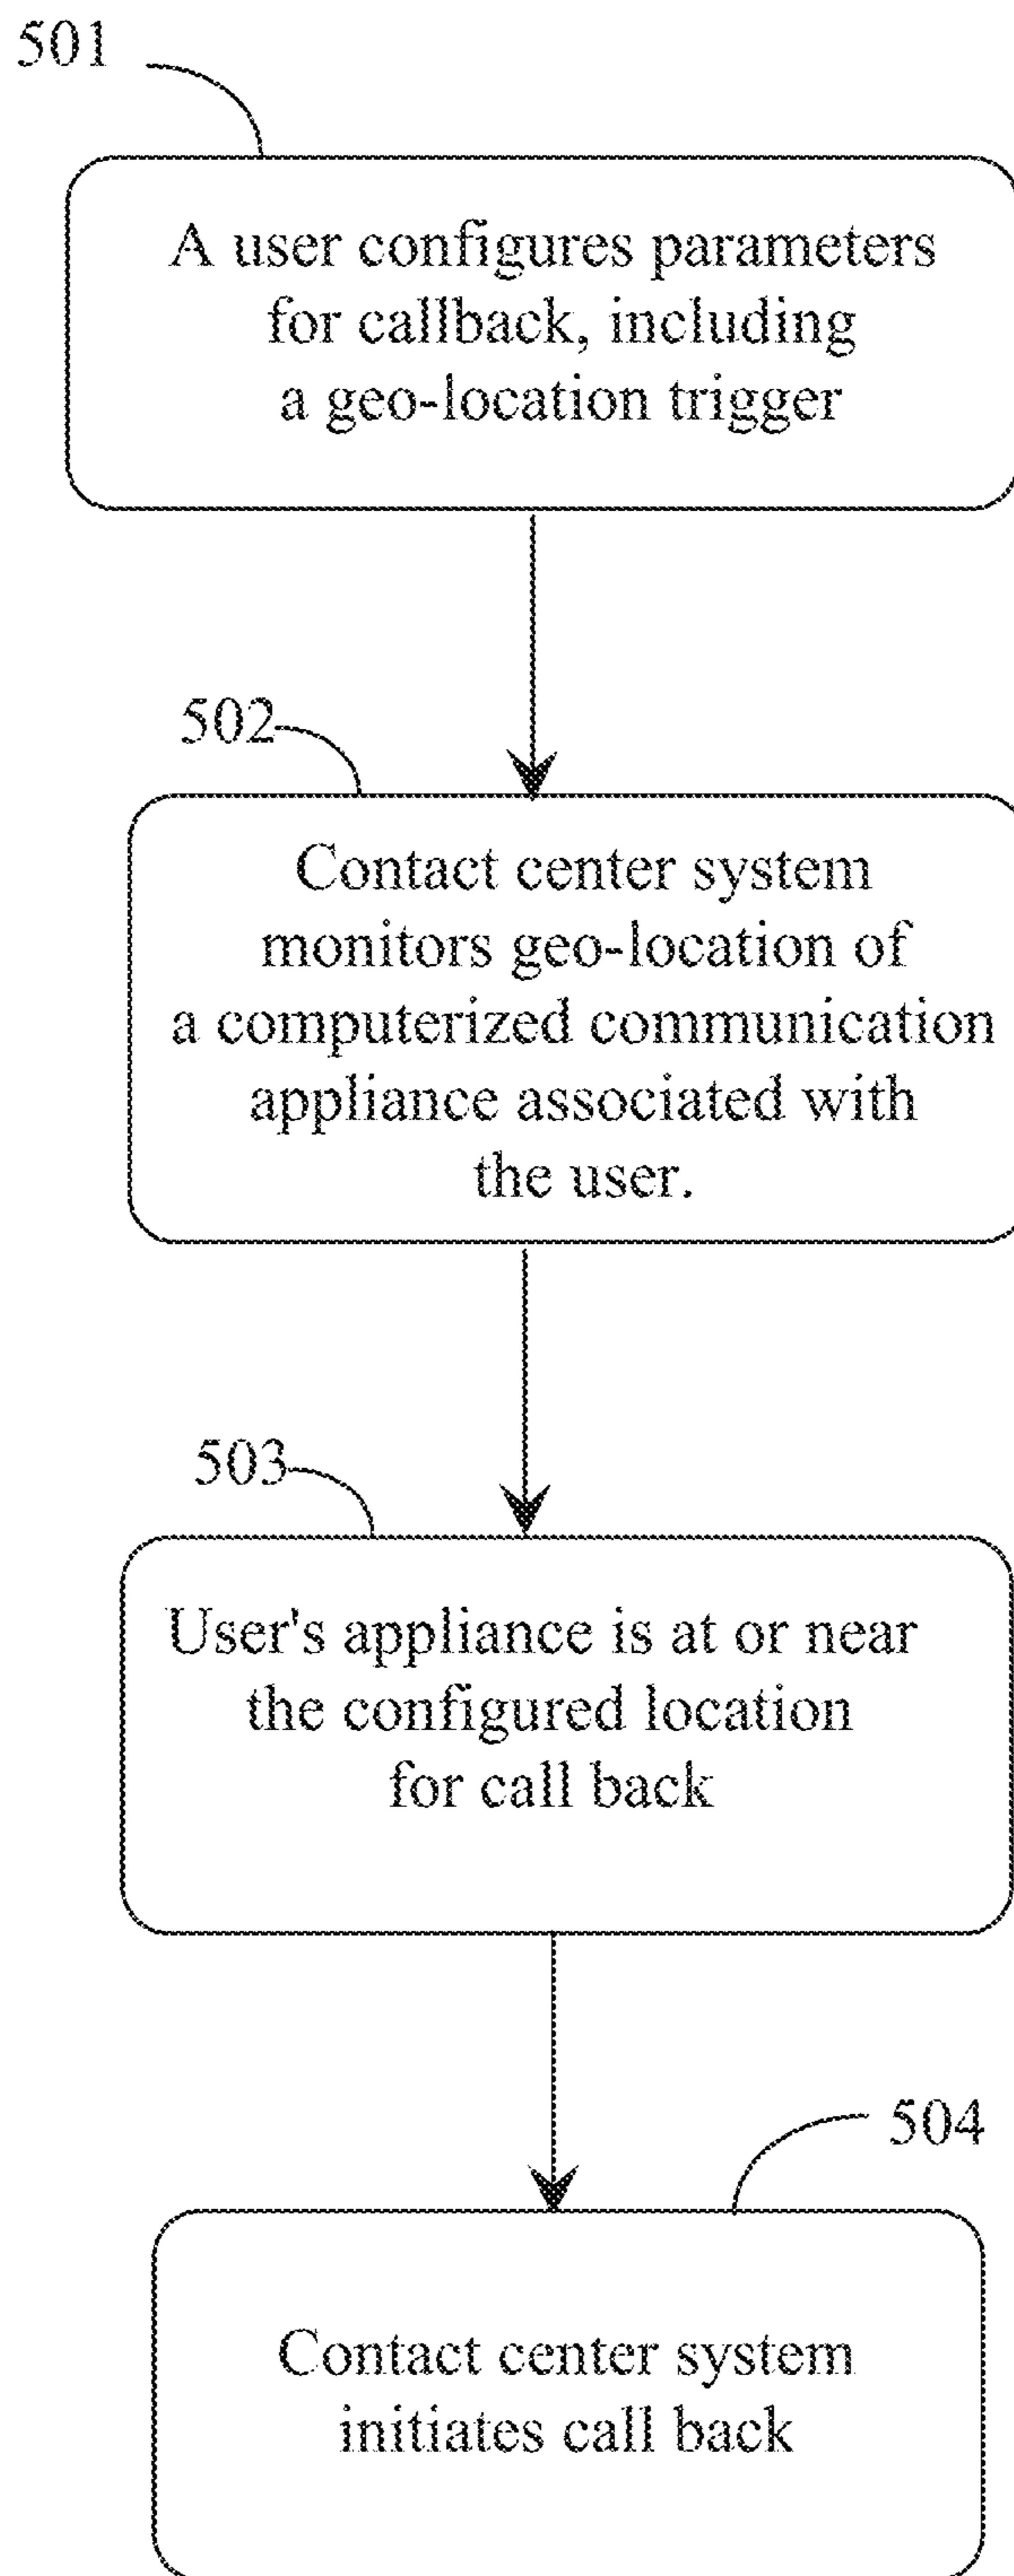 501
A user configures parameters
for callback, including
a geo-location trigger
502
Contact center system
monitors geo-location of
a computerized communication
appliance associated with
the user.
503
User's appliance is at or near
the configured location
for call back
504
Contact center system
initiates call back